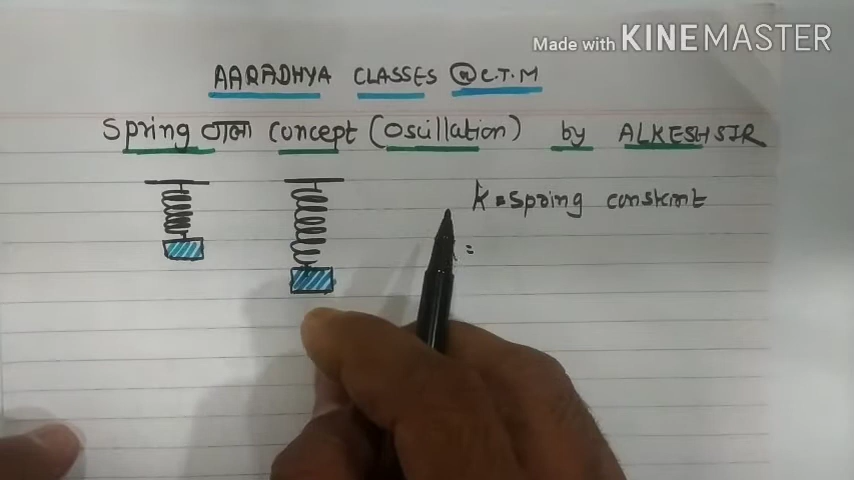 Made with KINEMASTER
AARADHYA CLASSES @ C.T.M
Spring वाला Concept (Oscillation) by ALKESH SIR
k = Spring constant
=